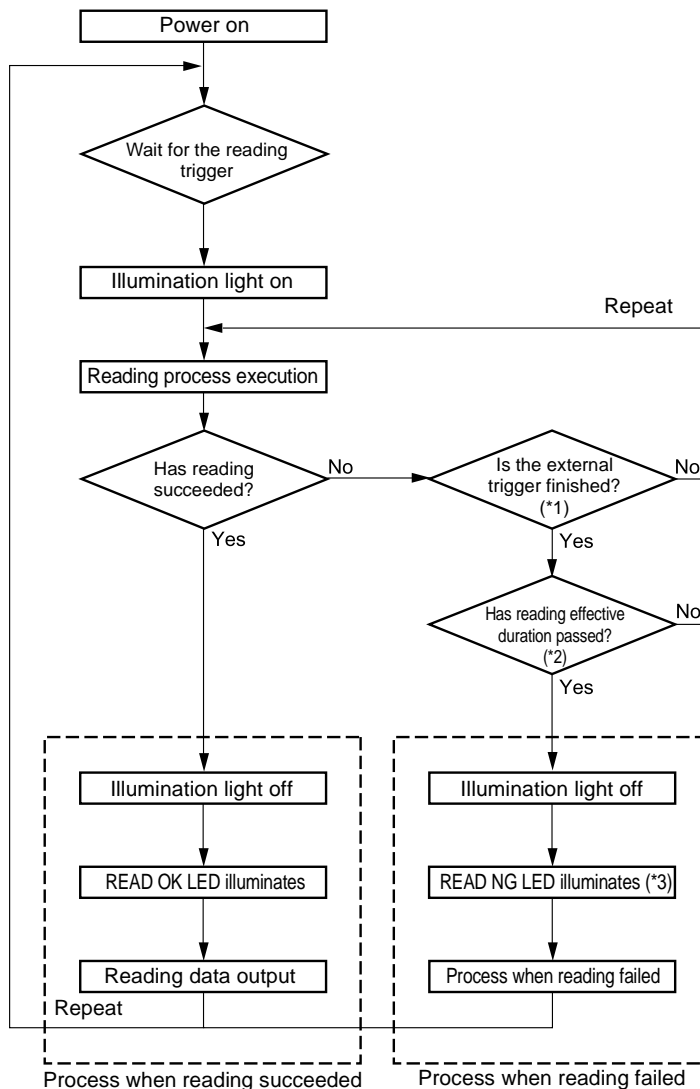 Power on
Wait for the reading
trigger
Illumination light on
Repeat
Reading process execution
Has reading
succeeded?
No
Is the external
trigger finished?
(*1)
No
Yes
Yes
Has reading effective
duration passed?
(*2)
No
Yes
Illumination light off
Illumination light off
READ OK LED illuminates
READ NG LED illuminates (*3)
Reading data output
Process when reading failed
Repeat
Process when reading succeeded
Process when reading failed